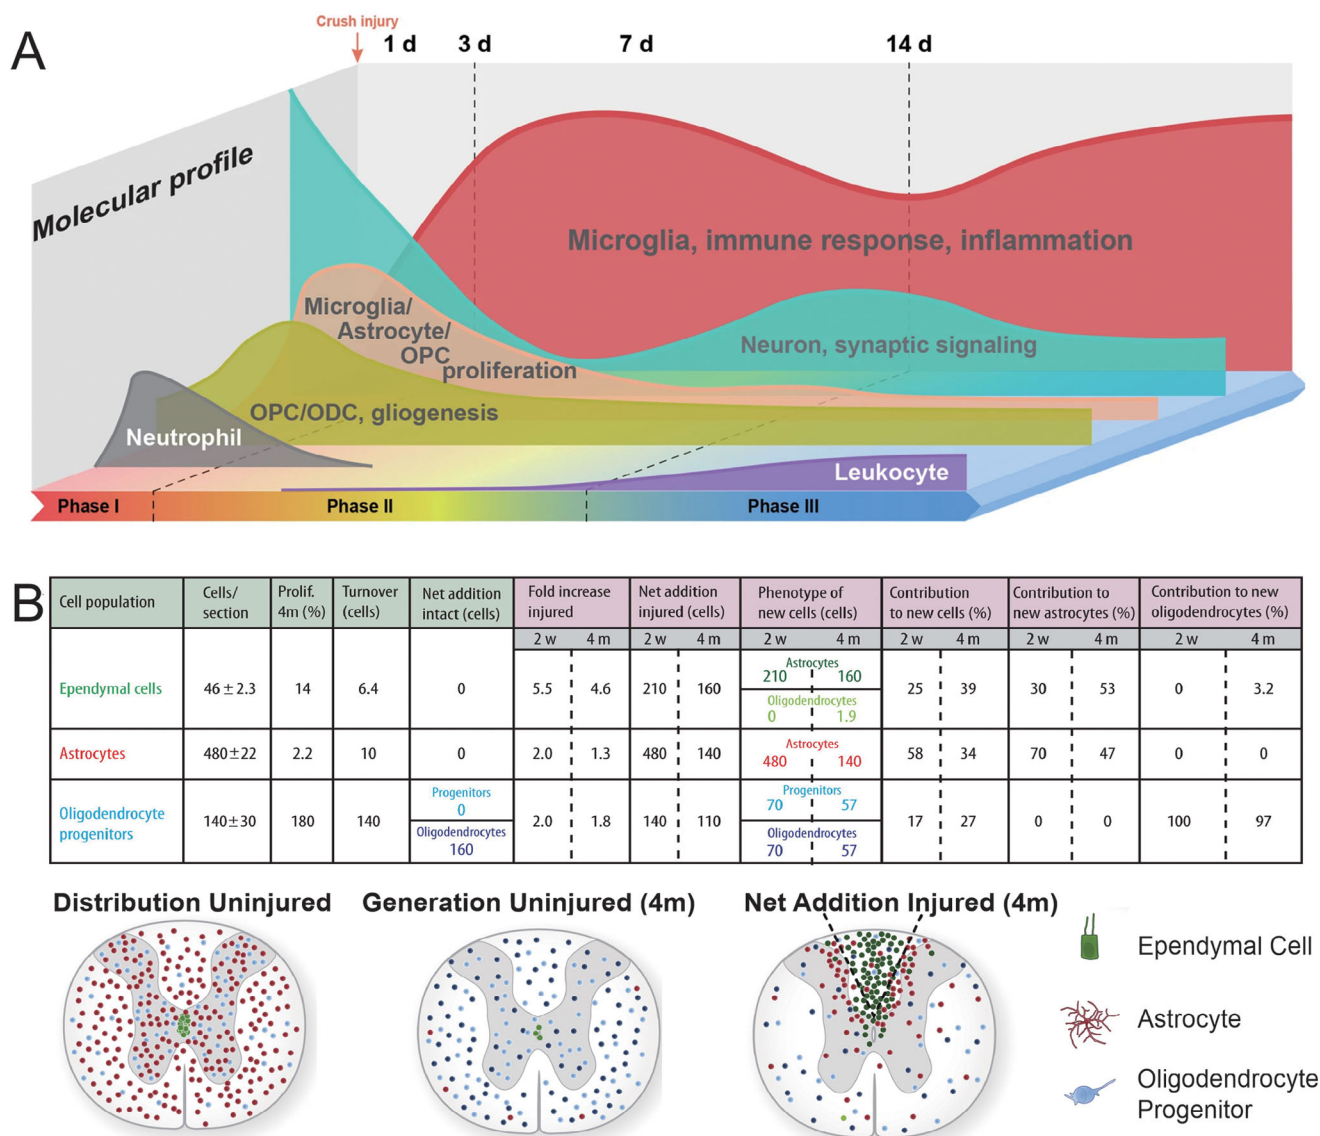 A
Crush injury
1 d
3 d
7 d
14 d
Molecular profile
Microglia, immune response, inflammation
Neuron, synaptic signaling
Microglia/
Astrocyte/
OPC
proliferation
OPC/ODC, gliogenesis
Neutrophil
Leukocyte
Phase I
Phase II
Phase III
B
Cell population
Cells/
section
Prolif.
4m (%)
Turnover
(cells)
Net addition
intact (cells)
Fold increase
injured
Net addition
injured (cells)
Phenotype of
new cells (cells)
Contribution
to new cells (%)
Contribution to
new astrocytes (%)
Contribution to new
oligodendrocytes (%)
2 w 4 m 2 w 4 m 2 w 4 m 2 w 4 m 2 w 4 m 2 w 4 m
Astrocytes
210 160
Ependymal cells 46 ± 2.3 14 6.4 0 5.5 4.6 210 160 25 39 30 53 0 3.2
Oligodendrocytes
0 1.9
Astrocytes 480±22 2.2 10 0 2.0 1.3 480 140 58 34 70 47 0 0
Astrocytes
480 140
Oligodendrocyte
progenitors
140±30 180 140
Progenitors
0
Oligodendrocytes
160
2.0 1.8 140 110
Progenitors
70 57
Oligodendrocytes
70 57
17 27 0 0 100 97
Distribution Uninjured
Generation Uninjured (4m)
Net Addition Injured (4m)
Ependymal Cell
Astrocyte
Oligodendrocyte
Progenitor